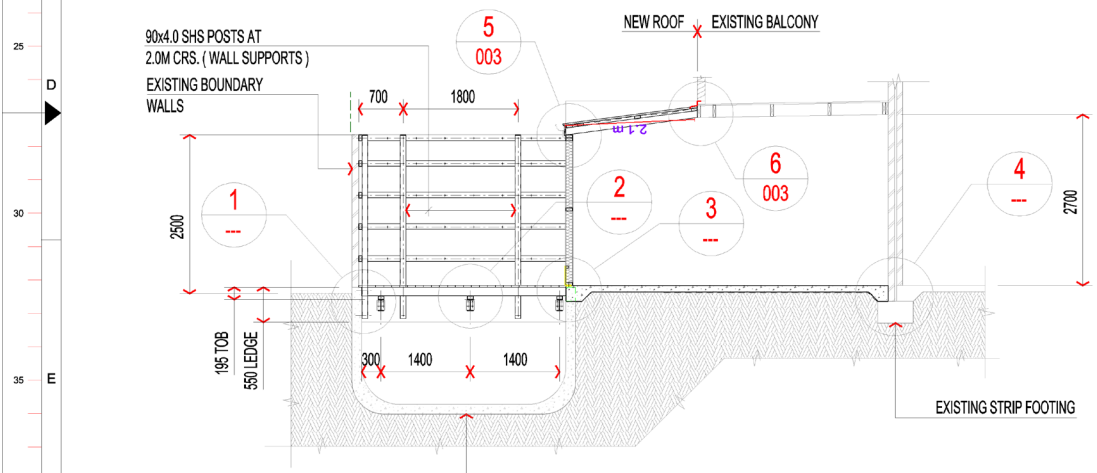 NEW ROOF
EXISTING BALCONY
5
003
90x4.0 SHS POSTS AT
2.0M CRS. ( WALL SUPPORTS )
25
D
EXISTING BOUNDARY
WALLS
700
1800
2.1 m
6
003
4
---
1
---
2
---
3
---
30
2500
2700
195 TOB
550 LEDGE
300
1400
1400
35
E
EXISTING STRIP FOOTING